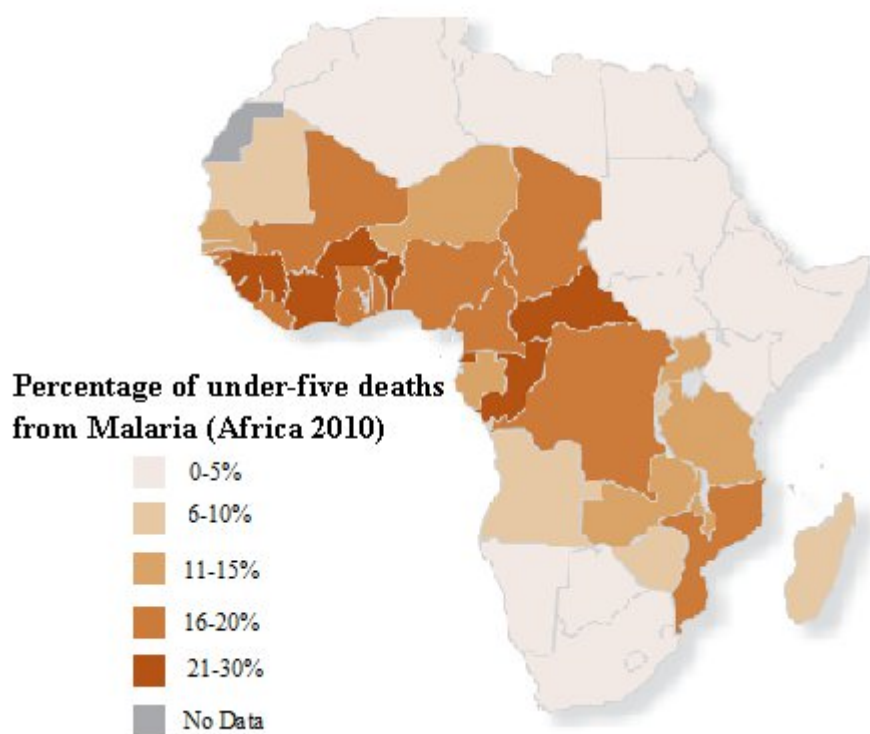 Percentage of under-five deaths
from Malaria (Africa 2010)
0-5%
6-10%
11-15%
16-20%
21-30%
No Data